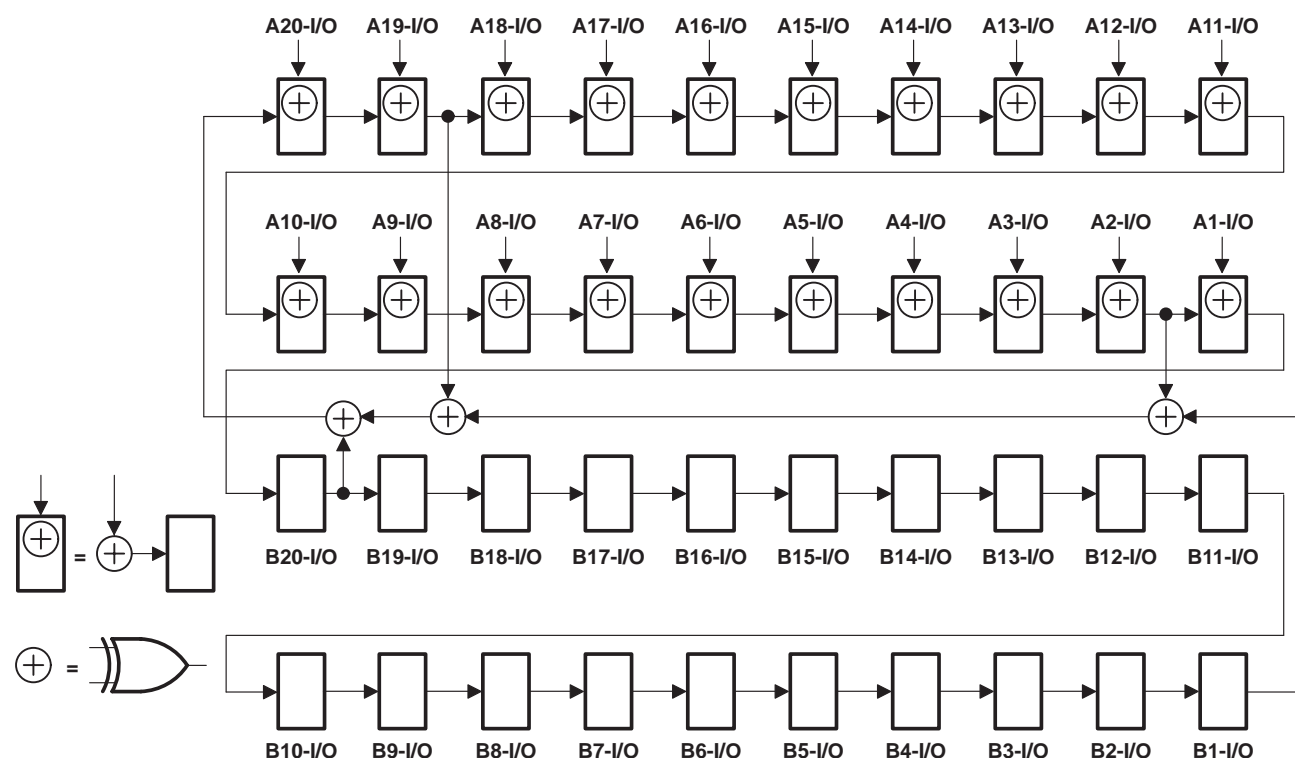 A20-I/O A19-I/O A18-I/O A17-I/O A16-I/O A15-I/O A14-I/O A13-I/O A12-I/O A11-I/O
A10-I/O A9-I/O A8-I/O A7-I/O A6-I/O A5-I/O A4-I/O A3-I/O A2-I/O A1-I/O
=
B20-I/O B19-I/O B18-I/O B17-I/O B16-I/O B15-I/O B14-I/O B13-I/O B12-I/O B11-I/O
=
B10-I/O B9-I/O B8-I/O B7-I/O B6-I/O B5-I/O B4-I/O B3-I/O B2-I/O B1-I/O